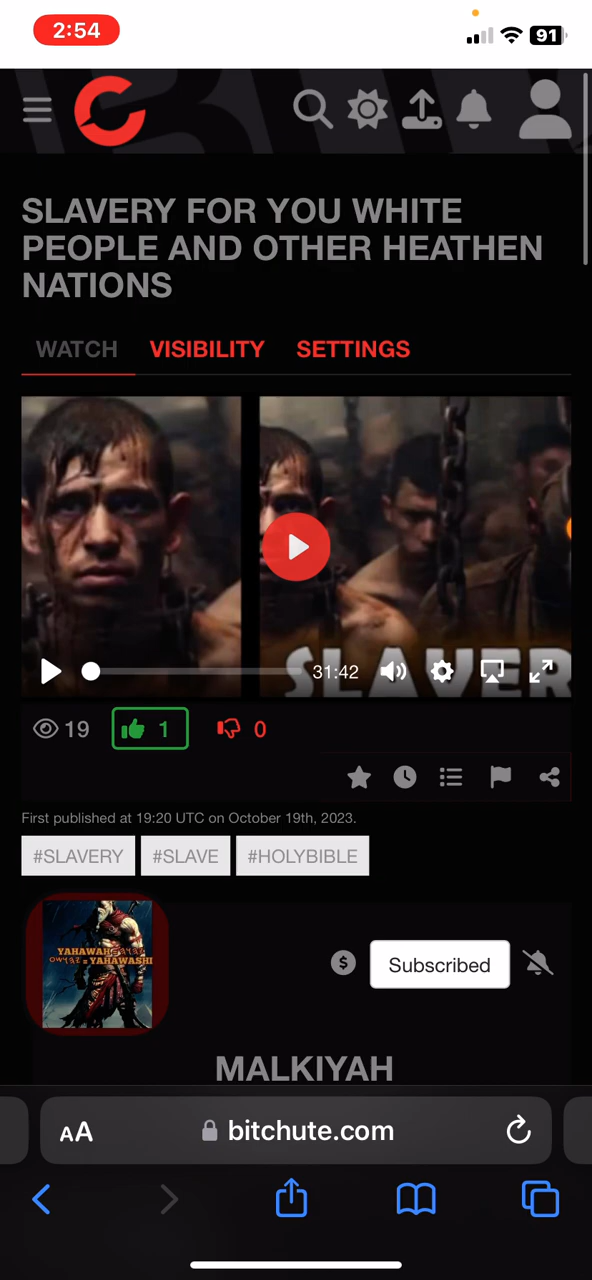 2:54
91
SLAVERY FOR YOU WHITE
PEOPLE AND OTHER HEATHEN
NATIONS
WATCH VISIBILITY SETTINGS
SLAVER
31:42
19 1 0
First published at 19:20 UTC on October 19th, 2023.
#SLAVERY #SLAVE #HOLYBIBLE
YAHAWAH
= YAHAWASHI
$ Subscribed
MALKIYAH
AA bitchute.com